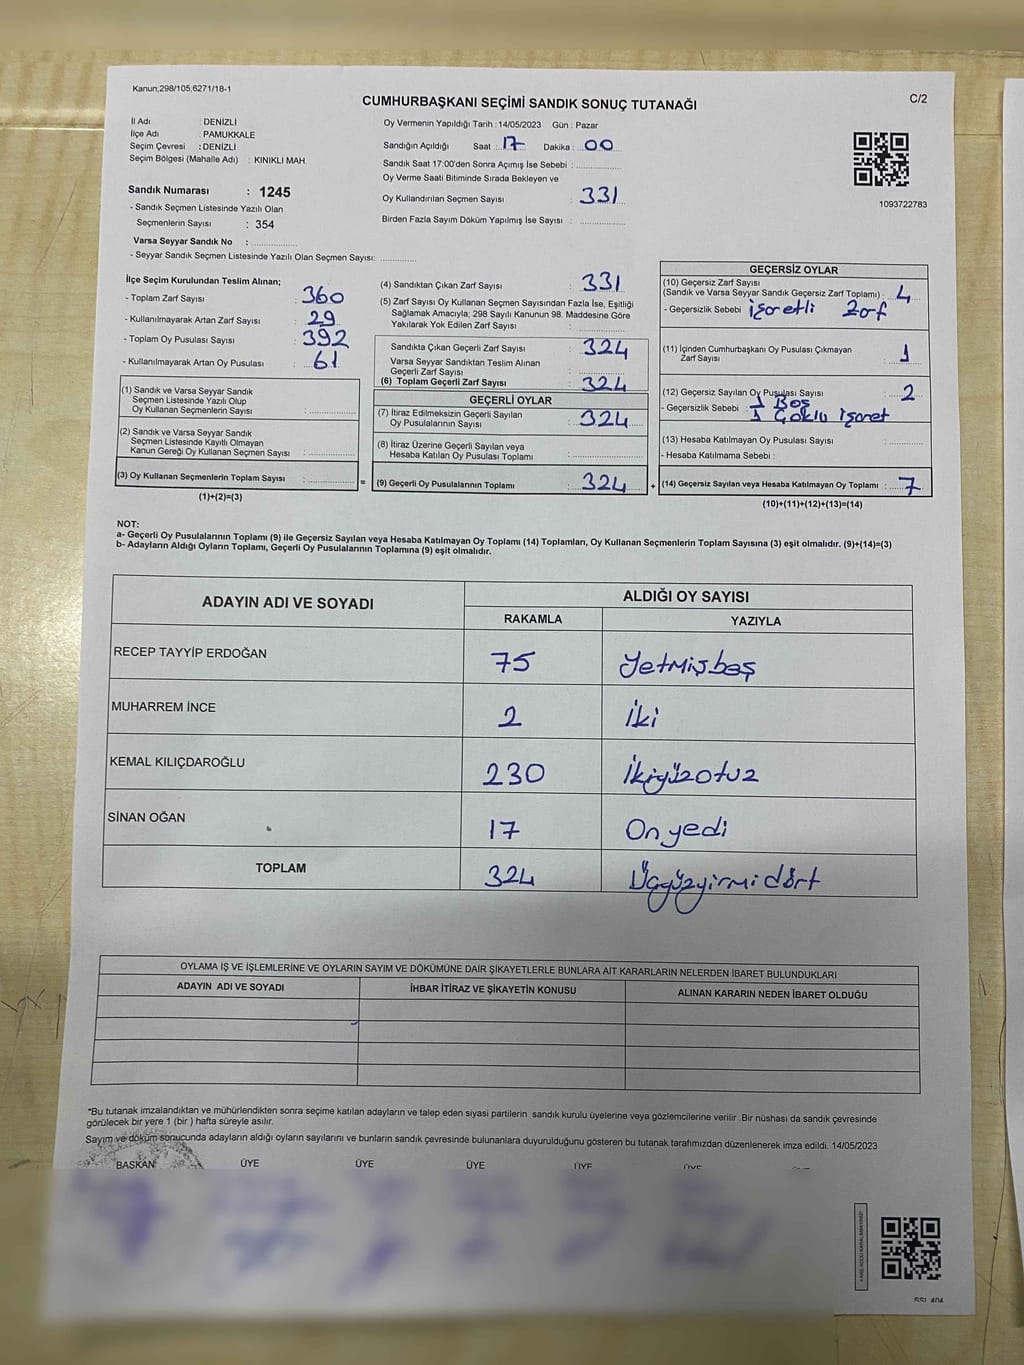 Kanun;298/105;6271/18-1
CUMHURBAŞKANI SEÇİMİ SANDIK SONUÇ TUTANAĞI
C/2
İl Adı : DENİZLİ
İlçe Adı : PAMUKKALE
Seçim Çevresi : DENİZLİ
Seçim Bölgesi (Mahalle Adı) : KINIKLI MAH.
Sandık Numarası : 1245
- Sandık Seçmen Listesinde Yazılı Olan
Seçmenlerin Sayısı : 354
Varsa Seyyar Sandık No : ..............
- Seyyar Sandık Seçmen Listesinde Yazılı Olan Seçmen Sayısı: ............
Oy Vermenin Yapıldığı Tarih : 14/05/2023 Gün : Pazar
Sandığın Açıldığı Saat : 17 Dakika : 00
Sandık Saat 17:00'den Sonra Açımış İse Sebebi : ..............
Oy Verme Saati Bitiminde Sırada Bekleyen ve
Oy Kullandırılan Seçmen Sayısı : 331
Birden Fazla Sayım Döküm Yapılmış İse Sayısı : ..............
1093722783
İlçe Seçim Kurulundan Teslim Alınan;
- Toplam Zarf Sayısı : 360
- Kullanılmayarak Artan Zarf Sayısı : 29
- Toplam Oy Pusulası Sayısı : 392
- Kullanılmayarak Artan Oy Pusulası : 61
(1) Sandık ve Varsa Seyyar Sandık
Seçmen Listesinde Yazılı Olup
Oy Kullanan Seçmenlerin Sayısı : ..............
(2) Sandık ve Varsa Seyyar Sandık
Seçmen Listesinde Kayıtlı Olmayan
Kanun Gereği Oy Kullanan Seçmen Sayısı : ..............
(3) Oy Kullanan Seçmenlerin Toplam Sayısı : .............. =
(1)+(2)=(3)
(4) Sandıktan Çıkan Zarf Sayısı : 331
(5) Zarf Sayısı Oy Kullanan Seçmen Sayısından Fazla İse, Eşitliği
Sağlamak Amacıyla; 298 Sayılı Kanunun 98. Maddesine Göre
Yakılarak Yok Edilen Zarf Sayısı : ..............
Sandıkta Çıkan Geçerli Zarf Sayısı : 324
Varsa Seyyar Sandıktan Teslim Alınan
Geçerli Zarf Sayısı : ..............
(6) Toplam Geçerli Zarf Sayısı : 324
GEÇERLİ OYLAR
(7) İtiraz Edilmeksizin Geçerli Sayılan
Oy Pusulalarının Sayısı : 324
(8) İtiraz Üzerine Geçerli Sayılan veya
Hesaba Katılan Oy Pusulası Toplamı : ..............
(9) Geçerli Oy Pusulalarının Toplamı : 324 +
GEÇERSİZ OYLAR
(10) Geçersiz Zarf Sayısı
(Sandık ve Varsa Seyyar Sandık Geçersiz Zarf Toplamı) : 4
- Geçersizlik Sebebi : İşaretli Zarf
(11) İçinden Cumhurbaşkanı Oy Pusulası Çıkmayan
Zarf Sayısı : 1
(12) Geçersiz Sayılan Oy Pusulası Sayısı : 2
1 Boş
- Geçersizlik Sebebi : 1 Çoklu işaret
(13) Hesaba Katılmayan Oy Pusulası Sayısı : ..............
- Hesaba Katılmama Sebebi :
(14) Geçersiz Sayılan veya Hesaba Katılmayan Oy Toplamı : 7
(10)+(11)+(12)+(13)=(14)
NOT:
a- Geçerli Oy Pusulalarının Toplamı (9) ile Geçersiz Sayılan veya Hesaba Katılmayan Oy Toplamı (14) Toplamları, Oy Kullanan Seçmenlerin Toplam Sayısına (3) eşit olmalıdır. (9)+(14)=(3)
b- Adayların Aldığı Oyların Toplamı, Geçerli Oy Pusulalarının Toplamına (9) eşit olmalıdır.
ADAYIN ADI VE SOYADI
ALDIĞI OY SAYISI
RAKAMLA YAZIYLA
RECEP TAYYİP ERDOĞAN 75 Yetmişbeş
MUHARREM İNCE 2 İki
KEMAL KILIÇDAROĞLU 230 İkiyüzotuz
SİNAN OĞAN 17 On yedi
TOPLAM 324 Üçyüzyirmi dört
OYLAMA İŞ VE İŞLEMLERİNE VE OYLARIN SAYIM VE DÖKÜMÜNE DAİR ŞİKAYETLERLE BUNLARA AİT KARARLARIN NELERDEN İBARET BULUNDUKLARI
ADAYIN ADI VE SOYADI İHBAR İTİRAZ VE ŞİKAYETİN KONUSU ALINAN KARARIN NEDEN İBARET OLDUĞU
*Bu tutanak imzalandıktan ve mühürlendikten sonra seçime katılan adayların ve talep eden siyasi partilerin sandık kurulu üyelerine veya gözlemcilerine verilir .Bir nüshası da sandık çevresinde
görülecek bir yere 1 (bir ) hafta süreyle asılır.
Sayım ve döküm sonucunda adayların aldığı oyların sayılarını ve bunların sandık çevresinde bulunanlara duyurulduğunu gösteren bu tutanak tarafımızdan düzenlenerek imza edildi. 14/05/2023
BAŞKAN ÜYE ÜYE ÜYE ÜYE ÜYE